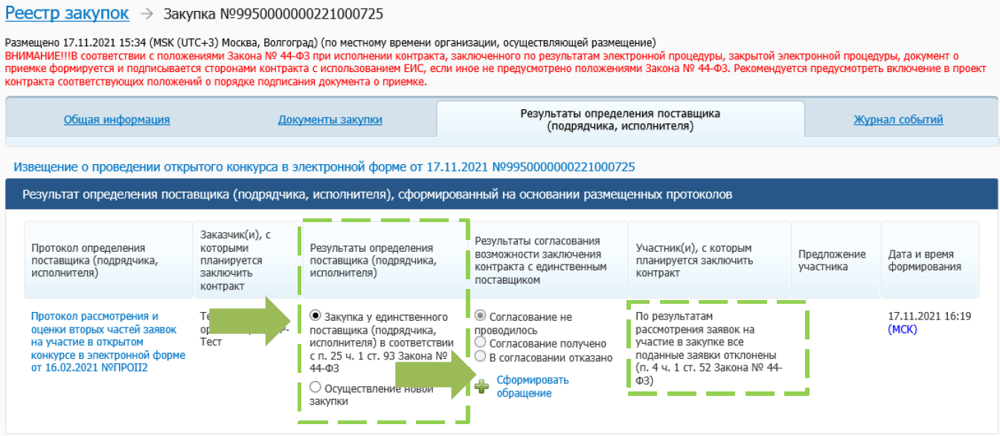 Реестр закупок → Закупка №9950000000221000725
Размещено 17.11.2021 15:34 (MSK (UTC+3) Москва, Волгоград) (по местному времени организации, осуществляющей размещение)
ВНИМАНИЕ!!!В соответствии с положениями Закона № 44-ФЗ при исполнении контракта, заключенного по результатам электронной процедуры, закрытой электронной процедуры, документ о
приемке формируется и подписывается сторонами контракта с использованием ЕИС, если иное не предусмотрено положениями Закона № 44-ФЗ. Рекомендуется предусмотреть включение в проект
контракта соответствующих положений о порядке подписания документа о приемке.
Общая информация
Документы закупки
Результаты определения поставщика
(подрядчика, исполнителя)
Журнал событий
Извещение о проведении открытого конкурса в электронной форме от 17.11.2021 №9950000000221000725
Результат определения поставщика (подрядчика, исполнителя), сформированный на основании размещенных протоколов
Протокол определения
поставщика (подрядчика,
исполнителя)
Заказчик(и), с
которыми
планируется
заключить
контракт
Результаты определения
поставщика (подрядчика,
исполнителя)
Результаты согласования
возможности заключения
контракта с единственным
поставщиком
Участник(и), с которым
планируется заключить
контракт
Предложение
участника
Дата и время
формирования
Протокол рассмотрения и
оценки вторых частей заявок
на участие в открытом
конкурсе в электронной форме
от 16.02.2021 №ПРОII2
Тест
Закупка у единственного
поставщика (подрядчика,
исполнителя) в соответствии
с п. 25 ч. 1 ст. 93 Закона №
44-ФЗ
Осуществление новой
закупки
Согласование не
проводилось
Согласование получено
В согласовании отказано
Сформировать
обращение
По результатам
рассмотрения заявок на
участие в закупке все
поданные заявки отклонены
(п. 4 ч. 1 ст. 52 Закона № 44-
ФЗ)
17.11.2021 16:19
(МСК)